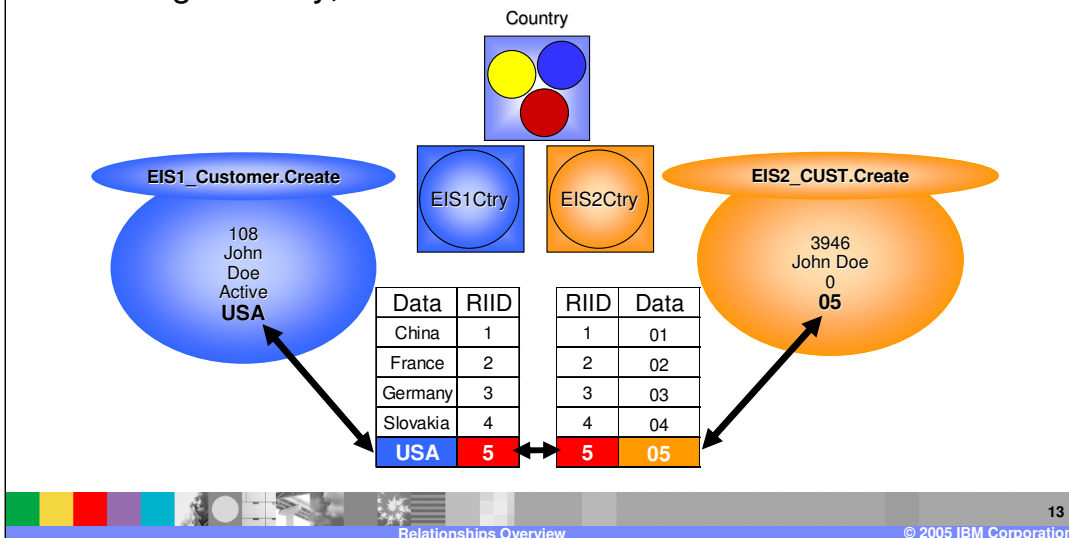 Country
EIS1_Customer.Create
EIS1Ctry
EIS2Ctry
EIS2_CUST.Create
108
John
Doe
Active
USA
3946
John Doe
0
05
Data RIID
China 1
France 2
Germany 3
Slovakia 4
USA 5
RIID Data
1 01
2 02
3 03
4 04
5 05
13
Relationships Overview
© 2005 IBM Corporation